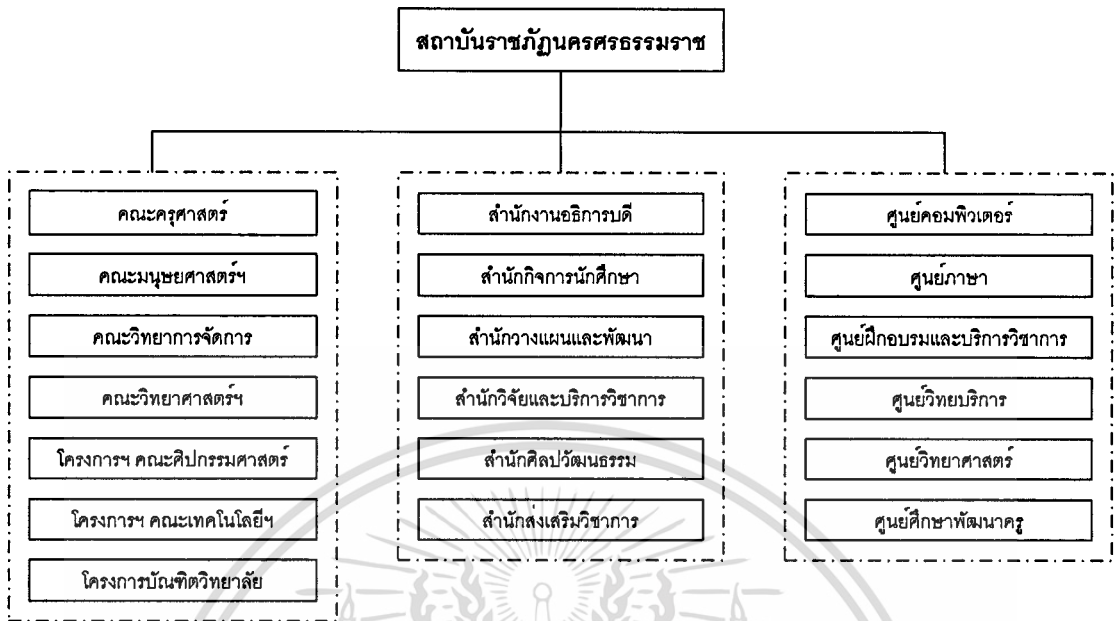 สถาบันราชภัฏนครศรธรรมราช
คณะครุศาสตร์
คณะมนุษยศาสตร์ฯ
คณะวิทยาการจัดการ
คณะวิทยาศาสตร์ฯ
โครงการฯ คณะศิปกรรมศาสตร์
โครงการฯ คณะเทคโนโลยีฯ
โครงการบัณฑิตวิทยาลัย
สำนักงานอธิการบดี
สำนักกิจการนักศึกษา
สำนักวางแผนและพัฒนา
สำนักวิจัยและบริการวิชาการ
สำนักศิลปวัฒนธรรม
สำนักส่งเสริมวิชาการ
ศูนย์คอมพิวเตอร์
ศูนย์ภาษา
ศูนย์ฝึกอบรมและบริการวิชาการ
ศูนย์วิทยบริการ
ศูนย์วิทยาศาสตร์
ศูนย์ศึกษาพัฒนาครู